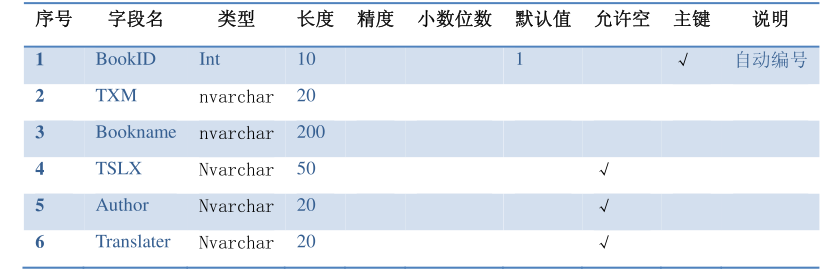 序号 字段名 类型 长度 精度 小数位数 默认值 允许空 主键 说明
1 BookID Int 10 1 √ 自动编号
2 TXM nvarchar 20
3 Bookname nvarchar 200
4 TSLX Nvarchar 50 √
5 Author Nvarchar 20 √
6 Translater Nvarchar 20 √